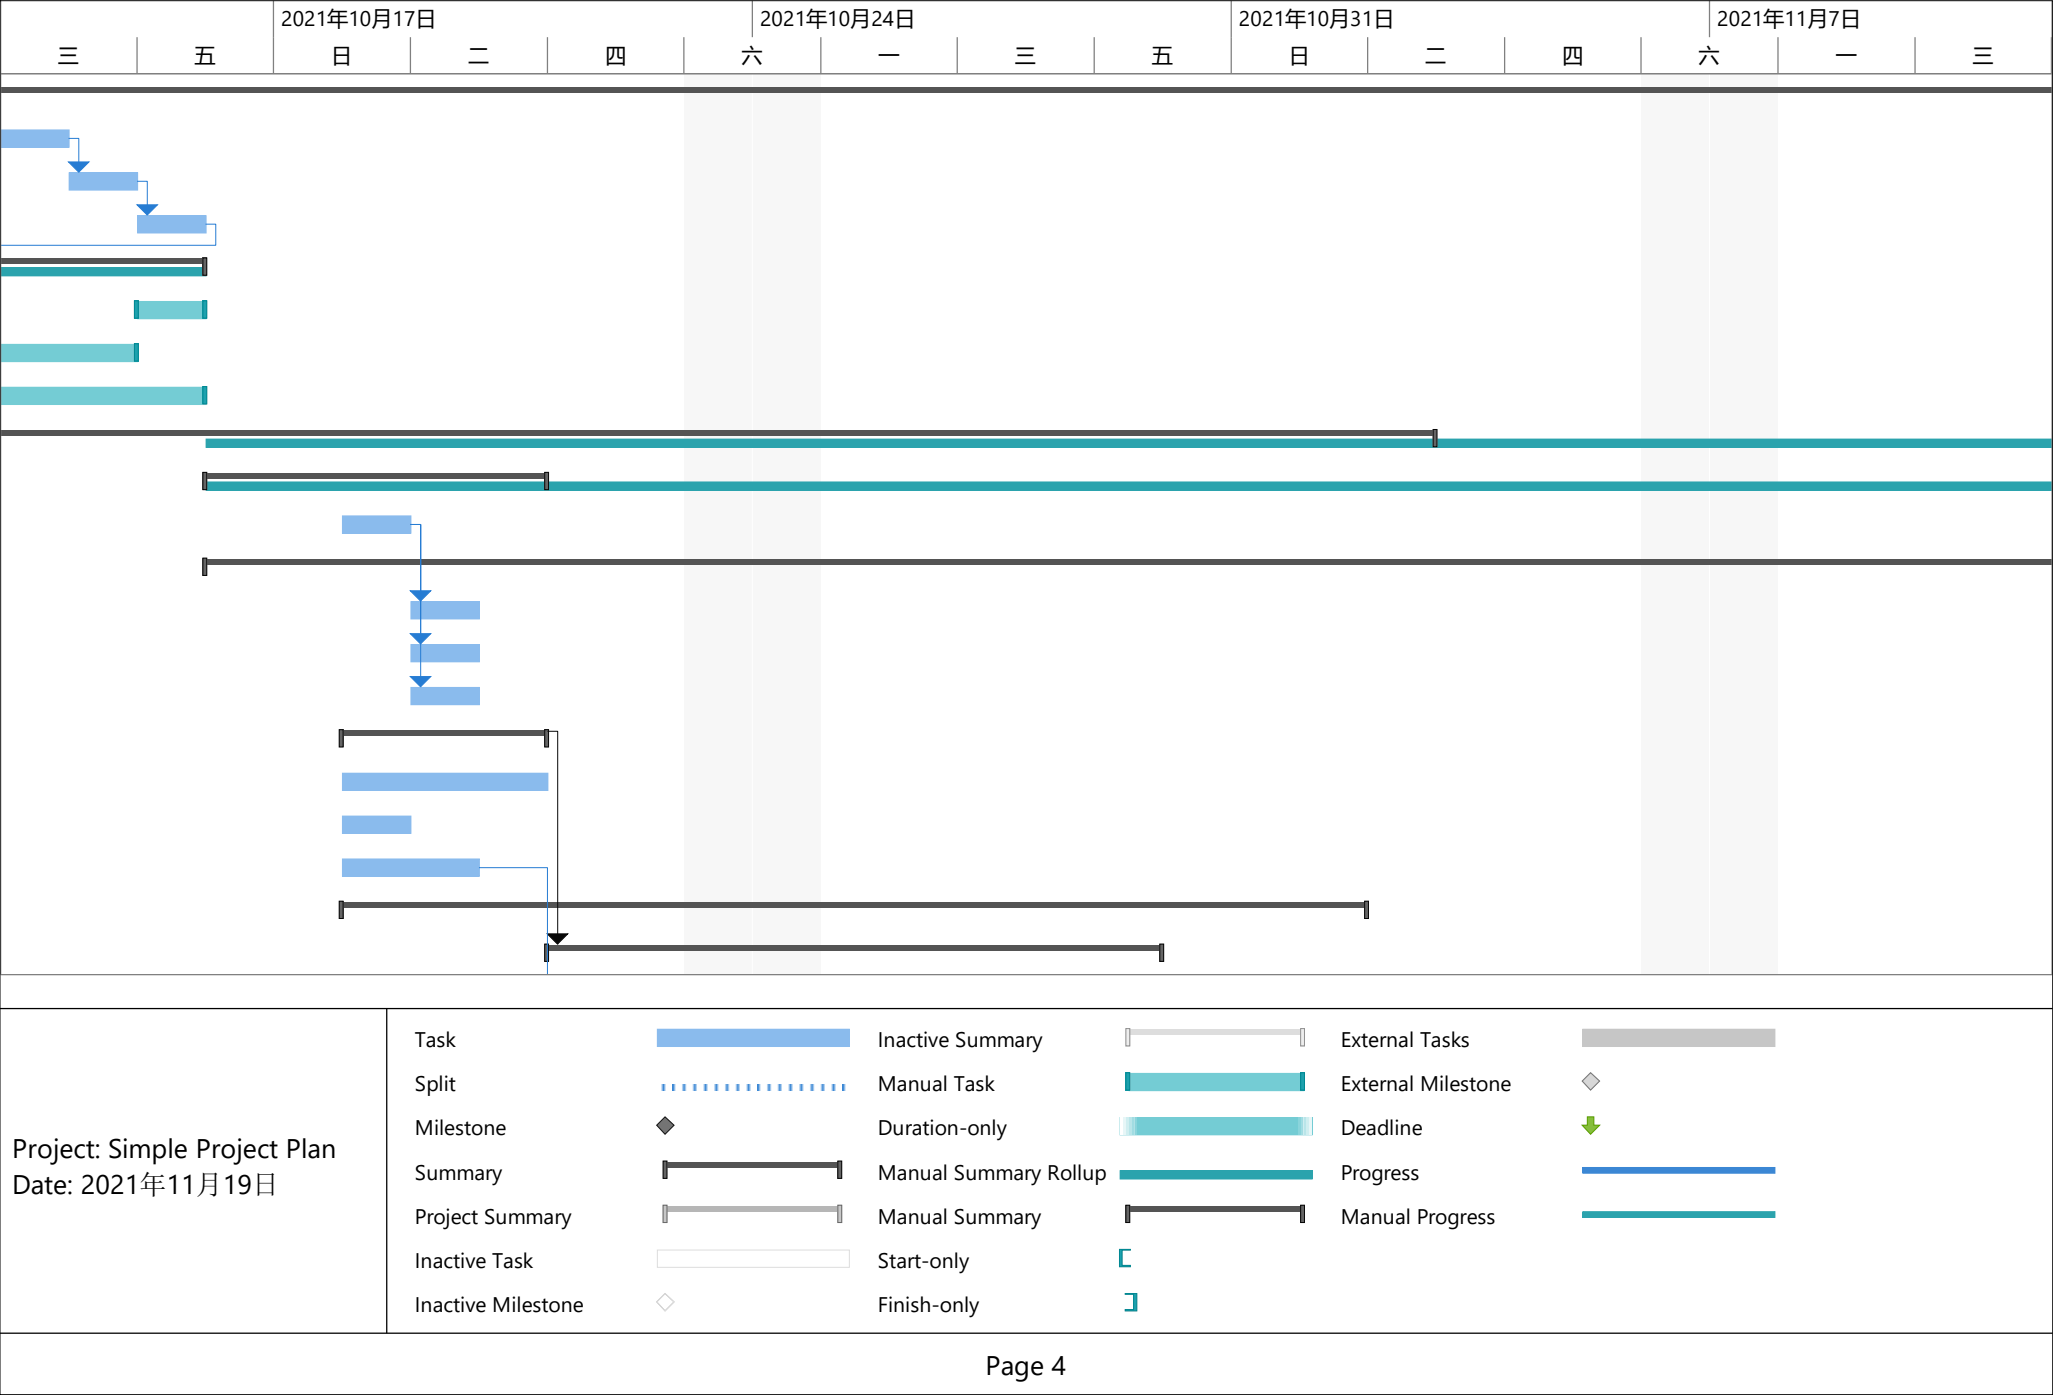 2021年10月17日 2021年10月24日 2021年10月31日 2021年11月7日
三 五 日 二 四 六 一 三 五 日 二 四 六 一 三
Project: Simple Project Plan
Date: 2021年11月19日
Task
Split
Milestone
Summary
Project Summary
Inactive Task
Inactive Milestone
Inactive Summary
Manual Task
Duration-only
Manual Summary Rollup
Manual Summary
Start-only
Finish-only
External Tasks
External Milestone
Deadline
Progress
Manual Progress
Page 4